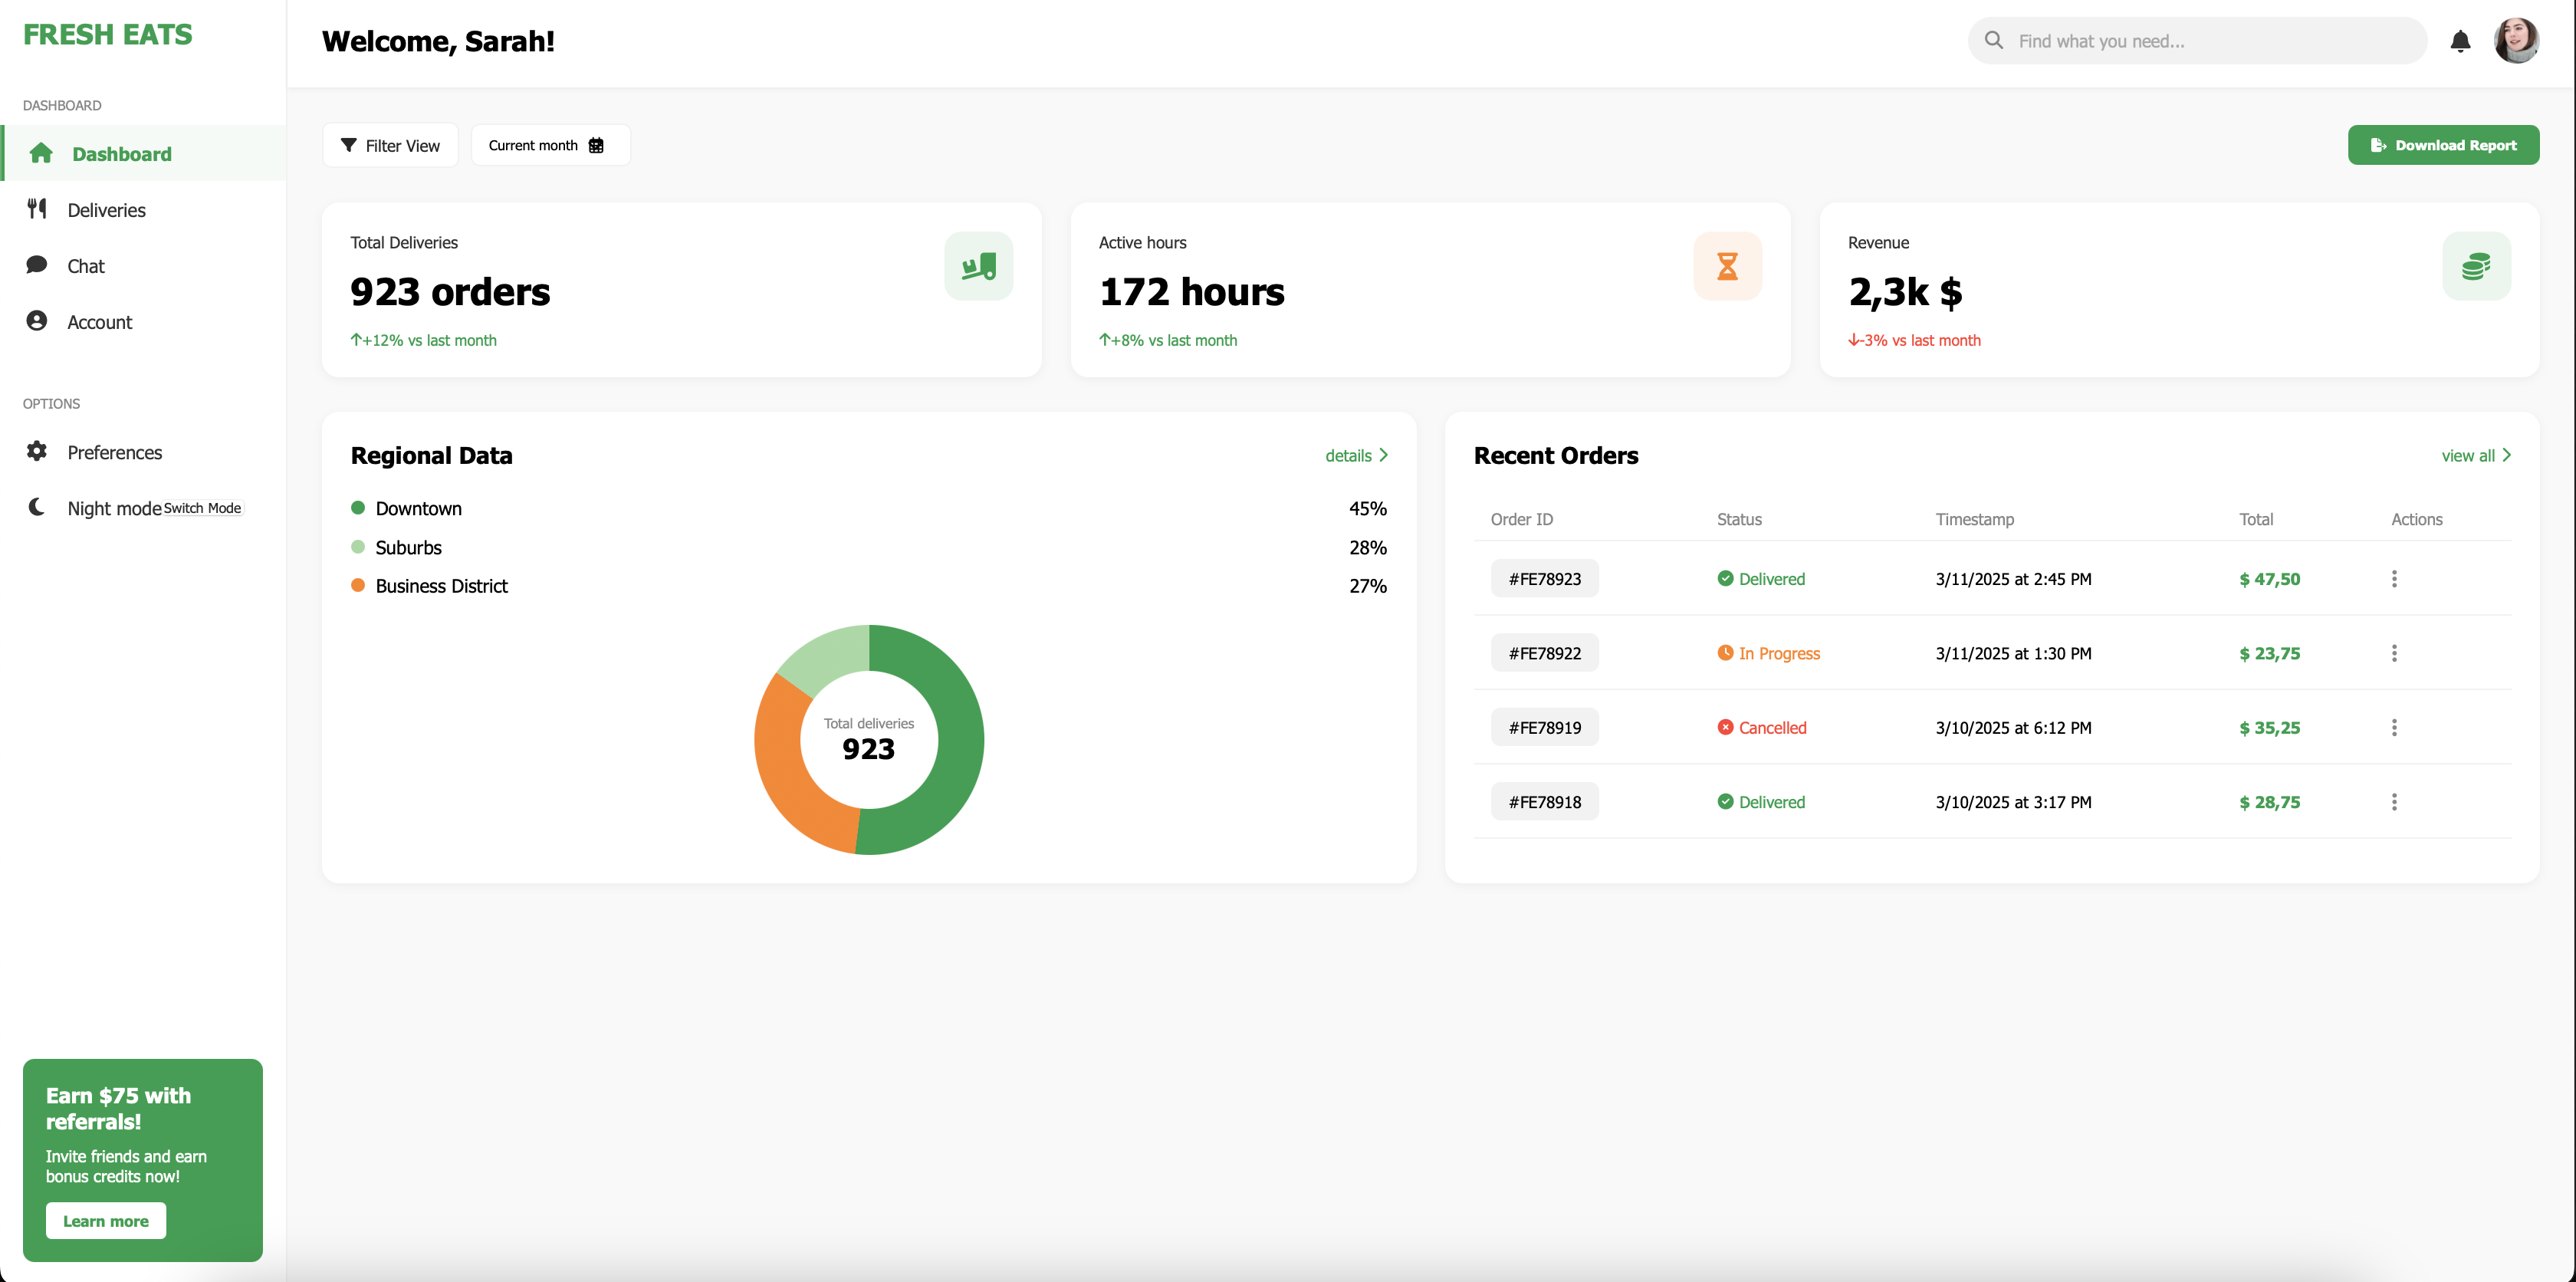 FRESH EATS
DASHBOARD
Dashboard
Deliveries
Chat
Account
OPTIONS
Preferences
Night mode Switch Mode
Earn $75 with
referrals!
Invite friends and earn
bonus credits now!
Learn more
Welcome, Sarah!
Find what you need...
Filter View
Current month
Download Report
Total Deliveries
923 orders
+12% vs last month
Active hours
172 hours
+8% vs last month
Revenue
2,3k $
-3% vs last month
Regional Data
details
Downtown 45%
Suburbs 28%
Business District 27%
Total deliveries
923
Recent Orders
view all
Order ID Status Timestamp Total Actions
#FE78923 Delivered 3/11/2025 at 2:45 PM $ 47,50
#FE78922 In Progress 3/11/2025 at 1:30 PM $ 23,75
#FE78919 Cancelled 3/10/2025 at 6:12 PM $ 35,25
#FE78918 Delivered 3/10/2025 at 3:17 PM $ 28,75